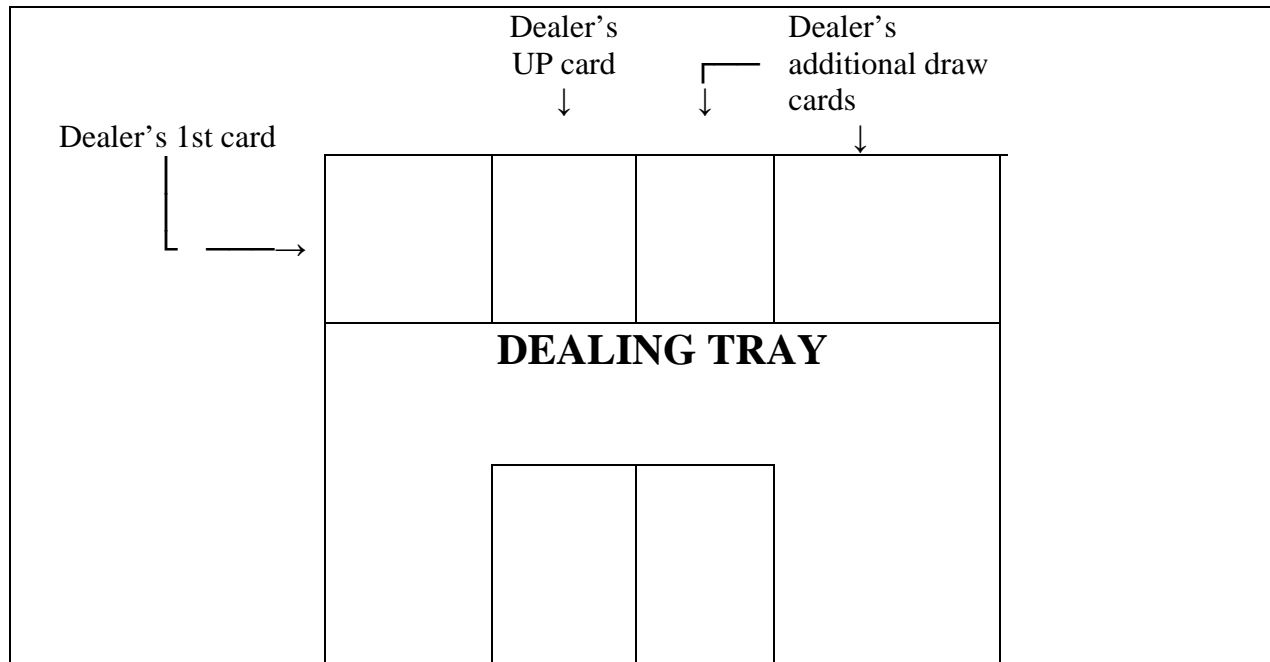 Dealer's
UP card
↓
Dealer's
additional draw
cards
↓
↓
Dealer's 1st card
→
DEALING TRAY